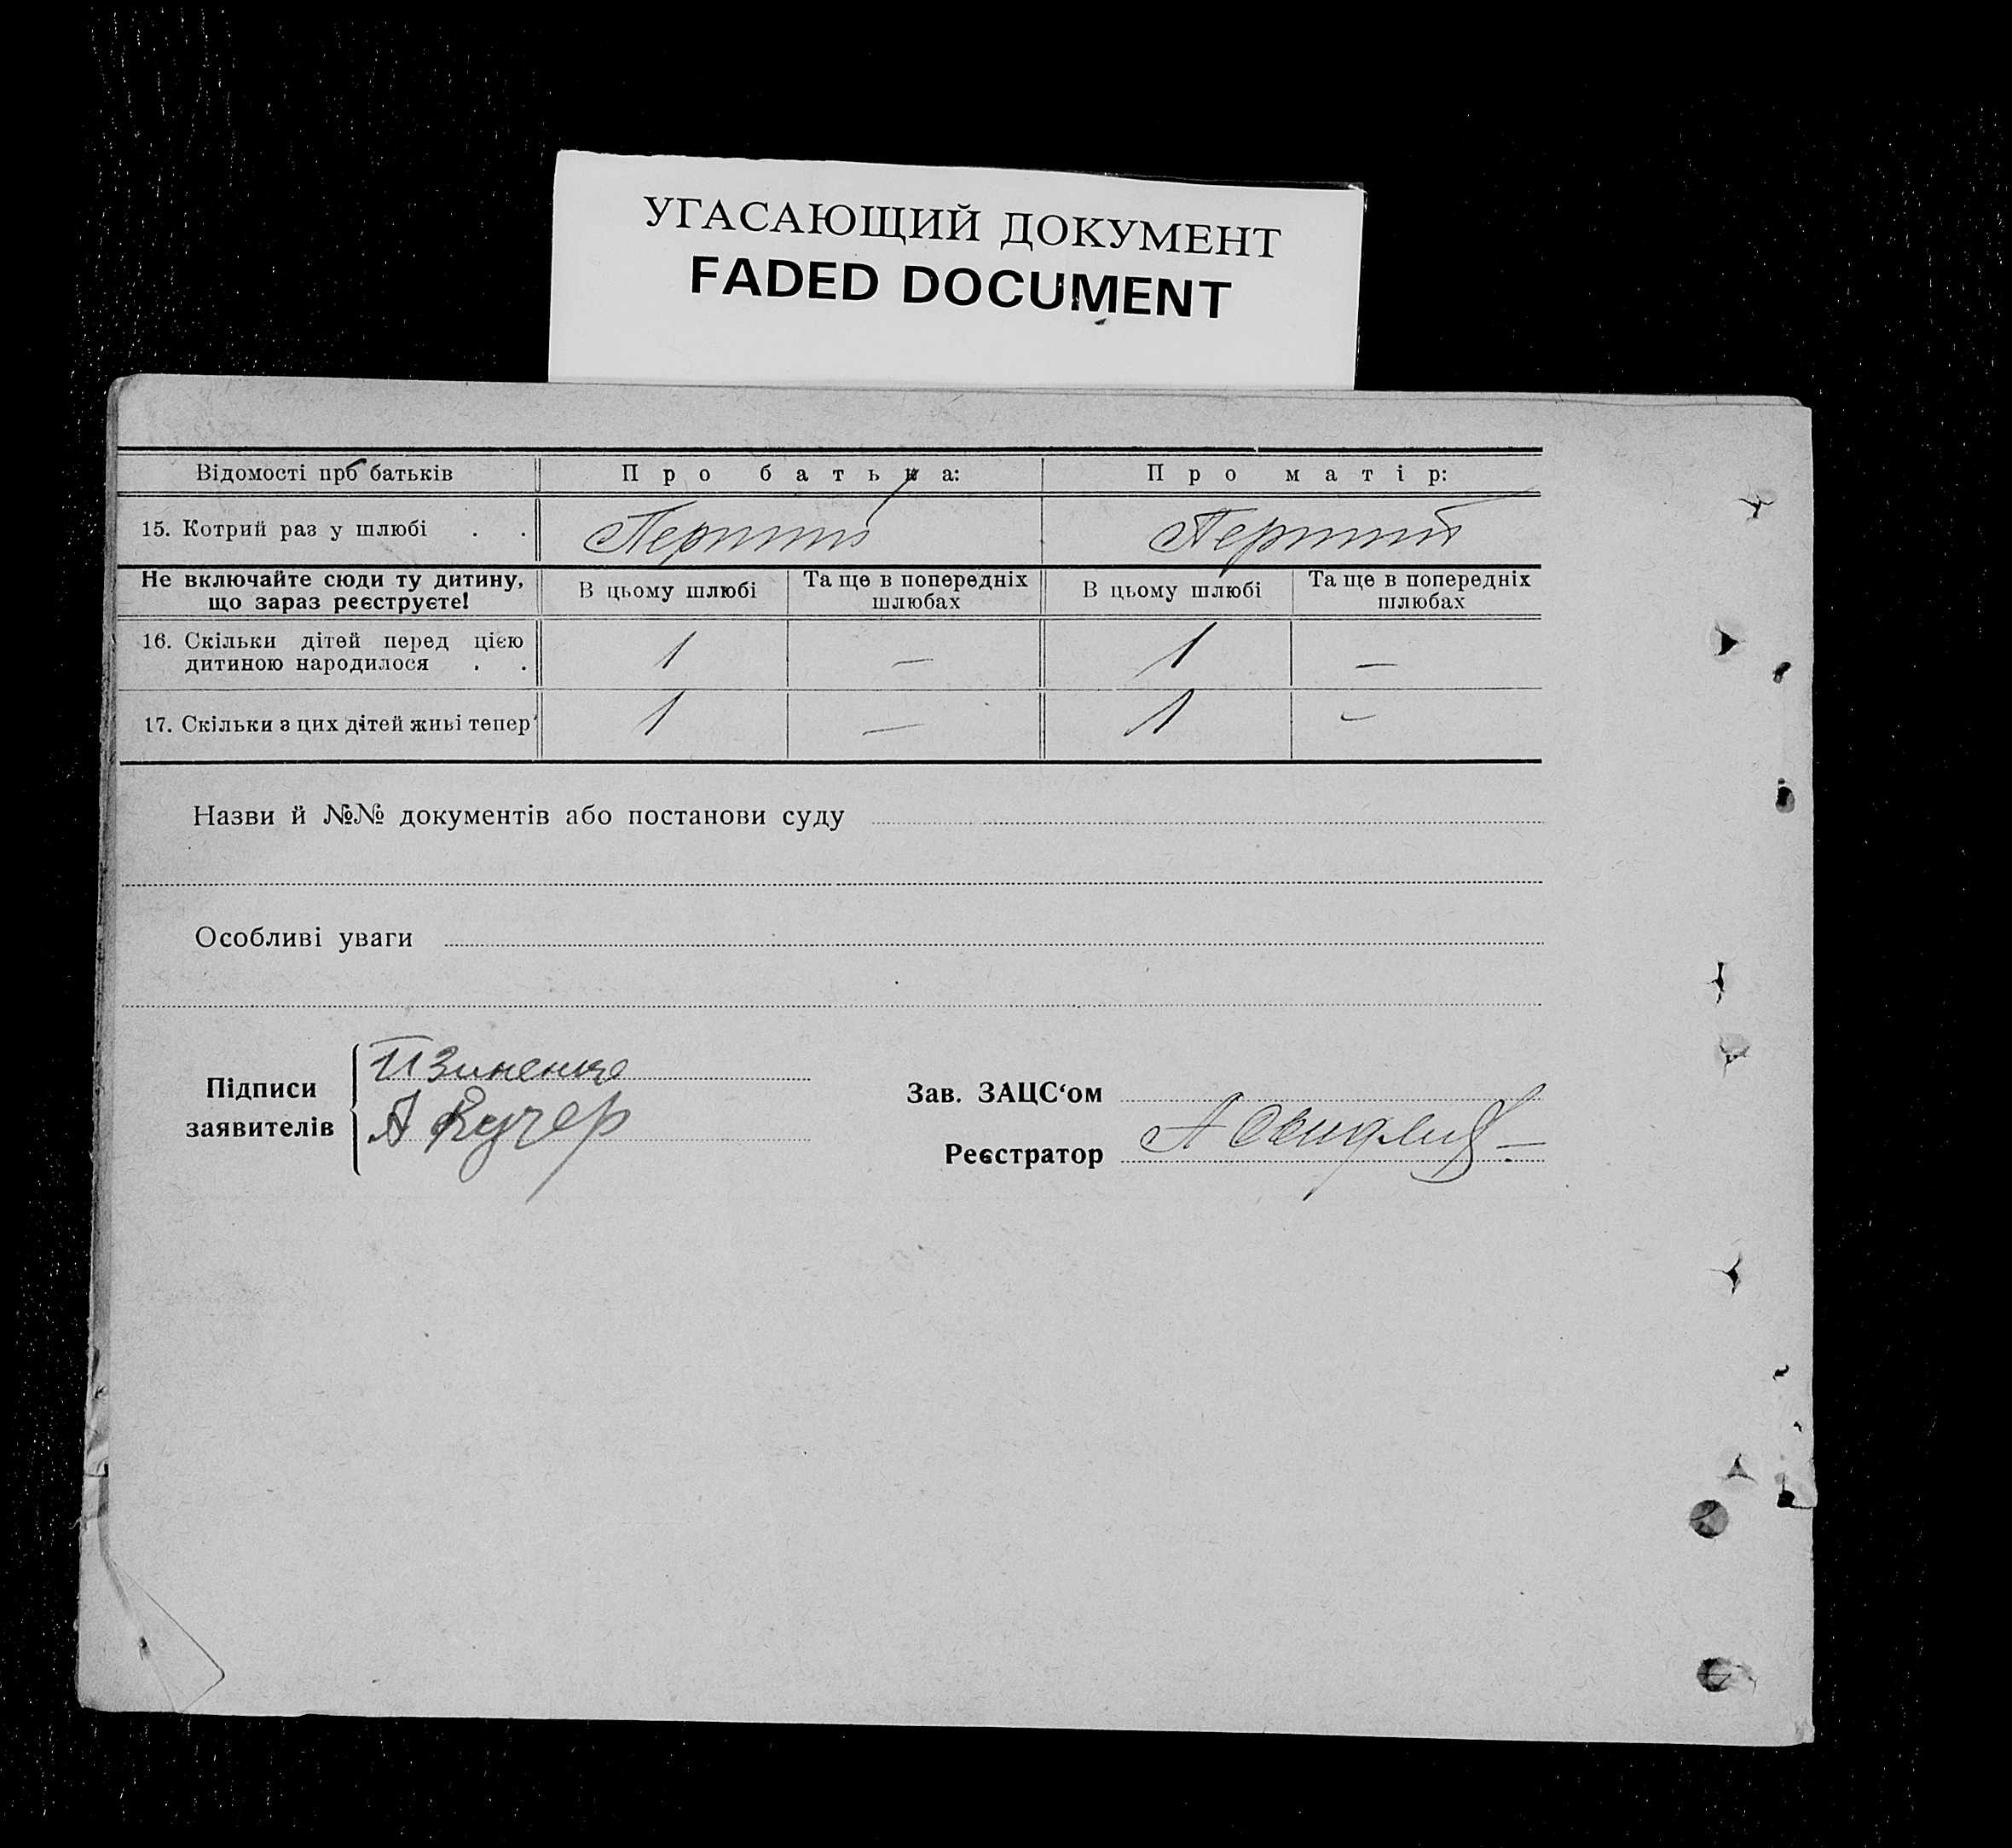 УГАСАЮЩИЙ ДОКУМЕНТ
FADED DOCUMENT
Відомості про батьків
Про батька:
Про матір:
15. Котрий раз у шлюбі . .
Перший
Перший
Не включайте сюди ту дитину,
що зараз реєструєте!
В цьому шлюбі
Та ще в попередніх
шлюбах
В цьому шлюбі
Та ще в попередніх
шлюбах
16. Скільки дітей перед цією
дитиною народилося . .
1
—
1
—
17. Скільки з цих дітей живі тепер
1
—
1
—
Назви й №№ документів або постанови суду
Особливі уваги
Підписи
заявителів
Зиненко
А Кучер
Зав. ЗАЦС‘ом
Реєстратор